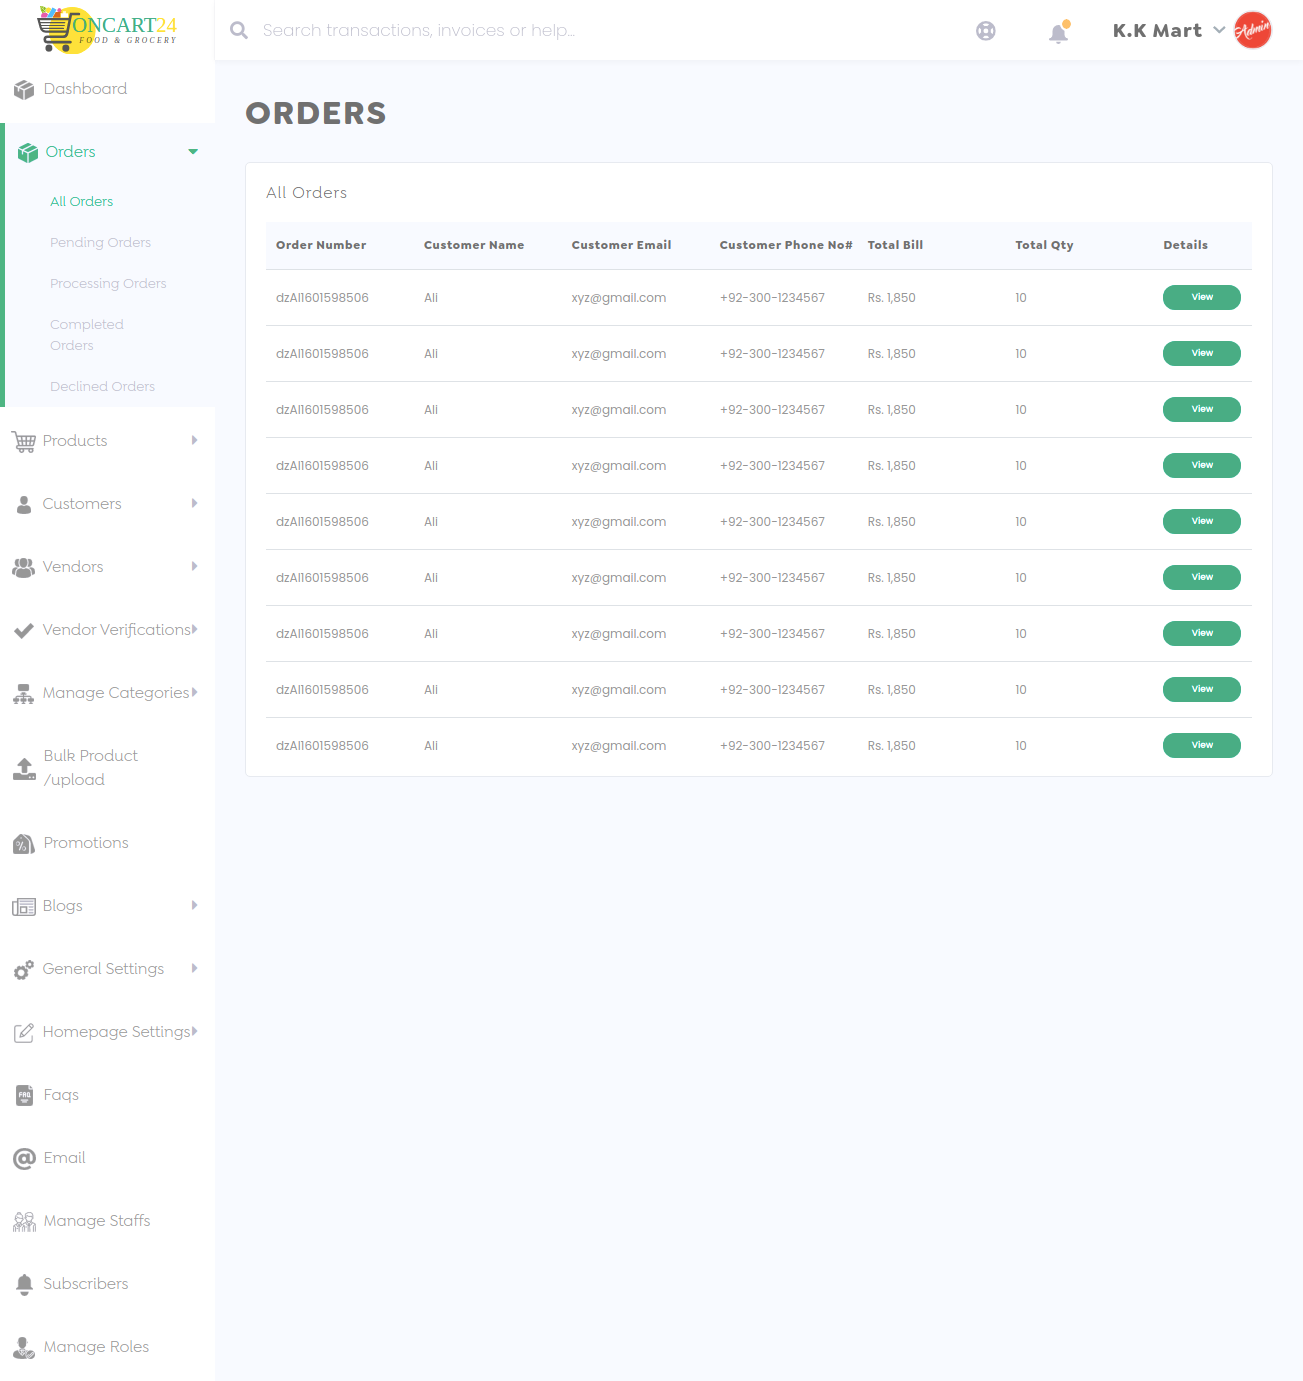 ONCART24
FOOD & GROCERY
Search transactions, invoices or help...
K.K Mart
Admin
Dashboard
Orders
All Orders
Pending Orders
Processing Orders
Completed
Orders
Declined Orders
Products
Customers
Vendors
Vendor Verifications
Manage Categories
Bulk Product
/upload
Promotions
Blogs
General Settings
Homepage Settings
FAQ
Faqs
Email
Manage Staffs
Subscribers
Manage Roles
ORDERS
All Orders
Order Number Customer Name Customer Email Customer Phone No# Total Bill Total Qty Details
dzAI1601598506 Ali xyz@gmail.com +92-300-1234567 Rs. 1,850 10 View
dzAI1601598506 Ali xyz@gmail.com +92-300-1234567 Rs. 1,850 10 View
dzAI1601598506 Ali xyz@gmail.com +92-300-1234567 Rs. 1,850 10 View
dzAI1601598506 Ali xyz@gmail.com +92-300-1234567 Rs. 1,850 10 View
dzAI1601598506 Ali xyz@gmail.com +92-300-1234567 Rs. 1,850 10 View
dzAI1601598506 Ali xyz@gmail.com +92-300-1234567 Rs. 1,850 10 View
dzAI1601598506 Ali xyz@gmail.com +92-300-1234567 Rs. 1,850 10 View
dzAI1601598506 Ali xyz@gmail.com +92-300-1234567 Rs. 1,850 10 View
dzAI1601598506 Ali xyz@gmail.com +92-300-1234567 Rs. 1,850 10 View